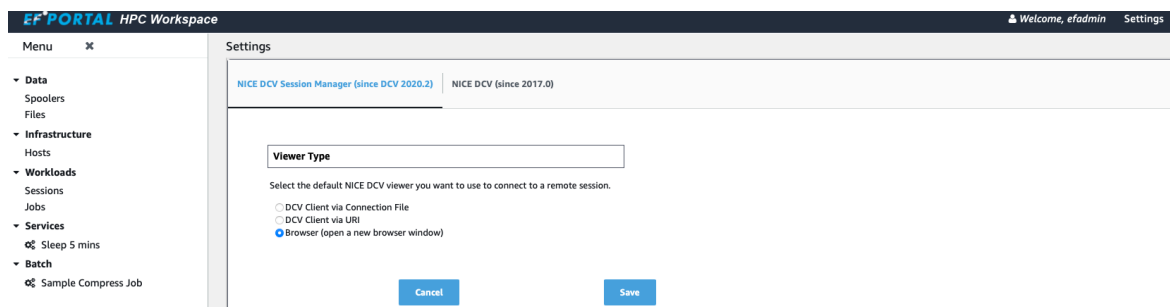 EF PORTAL HPC Workspace
Welcome, efadmin Settings
Menu
Settings
Data
Spoolers
Files
Infrastructure
Hosts
Workloads
Sessions
Jobs
Services
Sleep 5 mins
Batch
Sample Compress Job
NICE DCV Session Manager (since DCV 2020.2) NICE DCV (since 2017.0)
Viewer Type
Select the default NICE DCV viewer you want to use to connect to a remote session.
DCV Client via Connection File
DCV Client via URI
Browser (open a new browser window)
Cancel Save